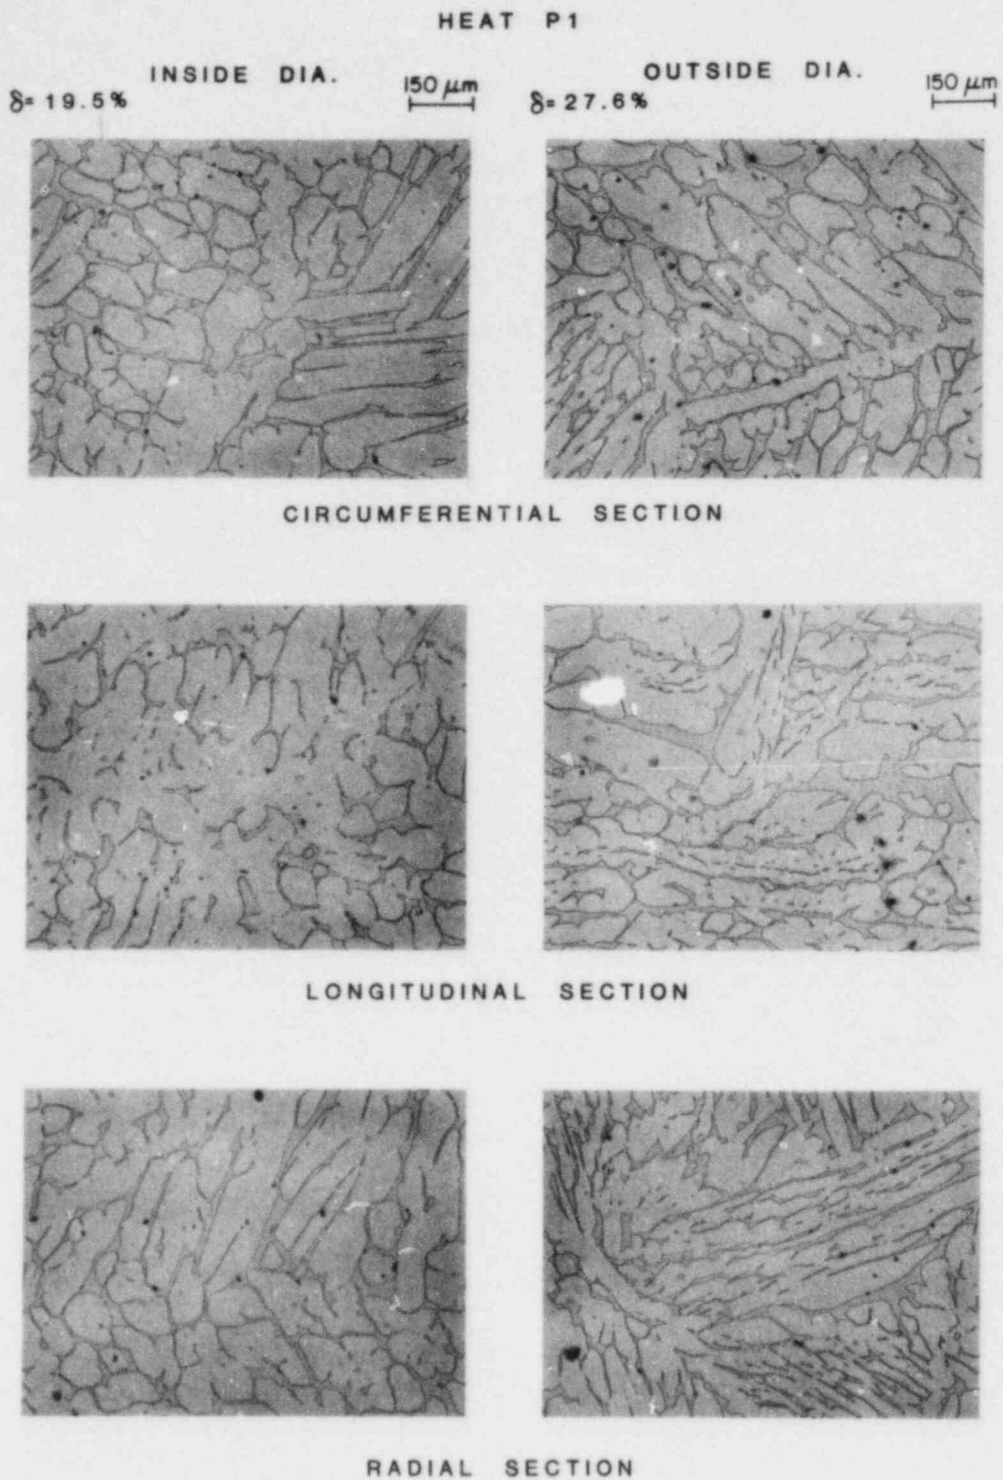 HEAT P1
INSIDE DIA.
150 μm
δ= 19.5%
OUTSIDE DIA.
150 μm
δ= 27.6%
CIRCUMFERENTIAL SECTION
LONGITUDINAL SECTION
RADIAL SECTION